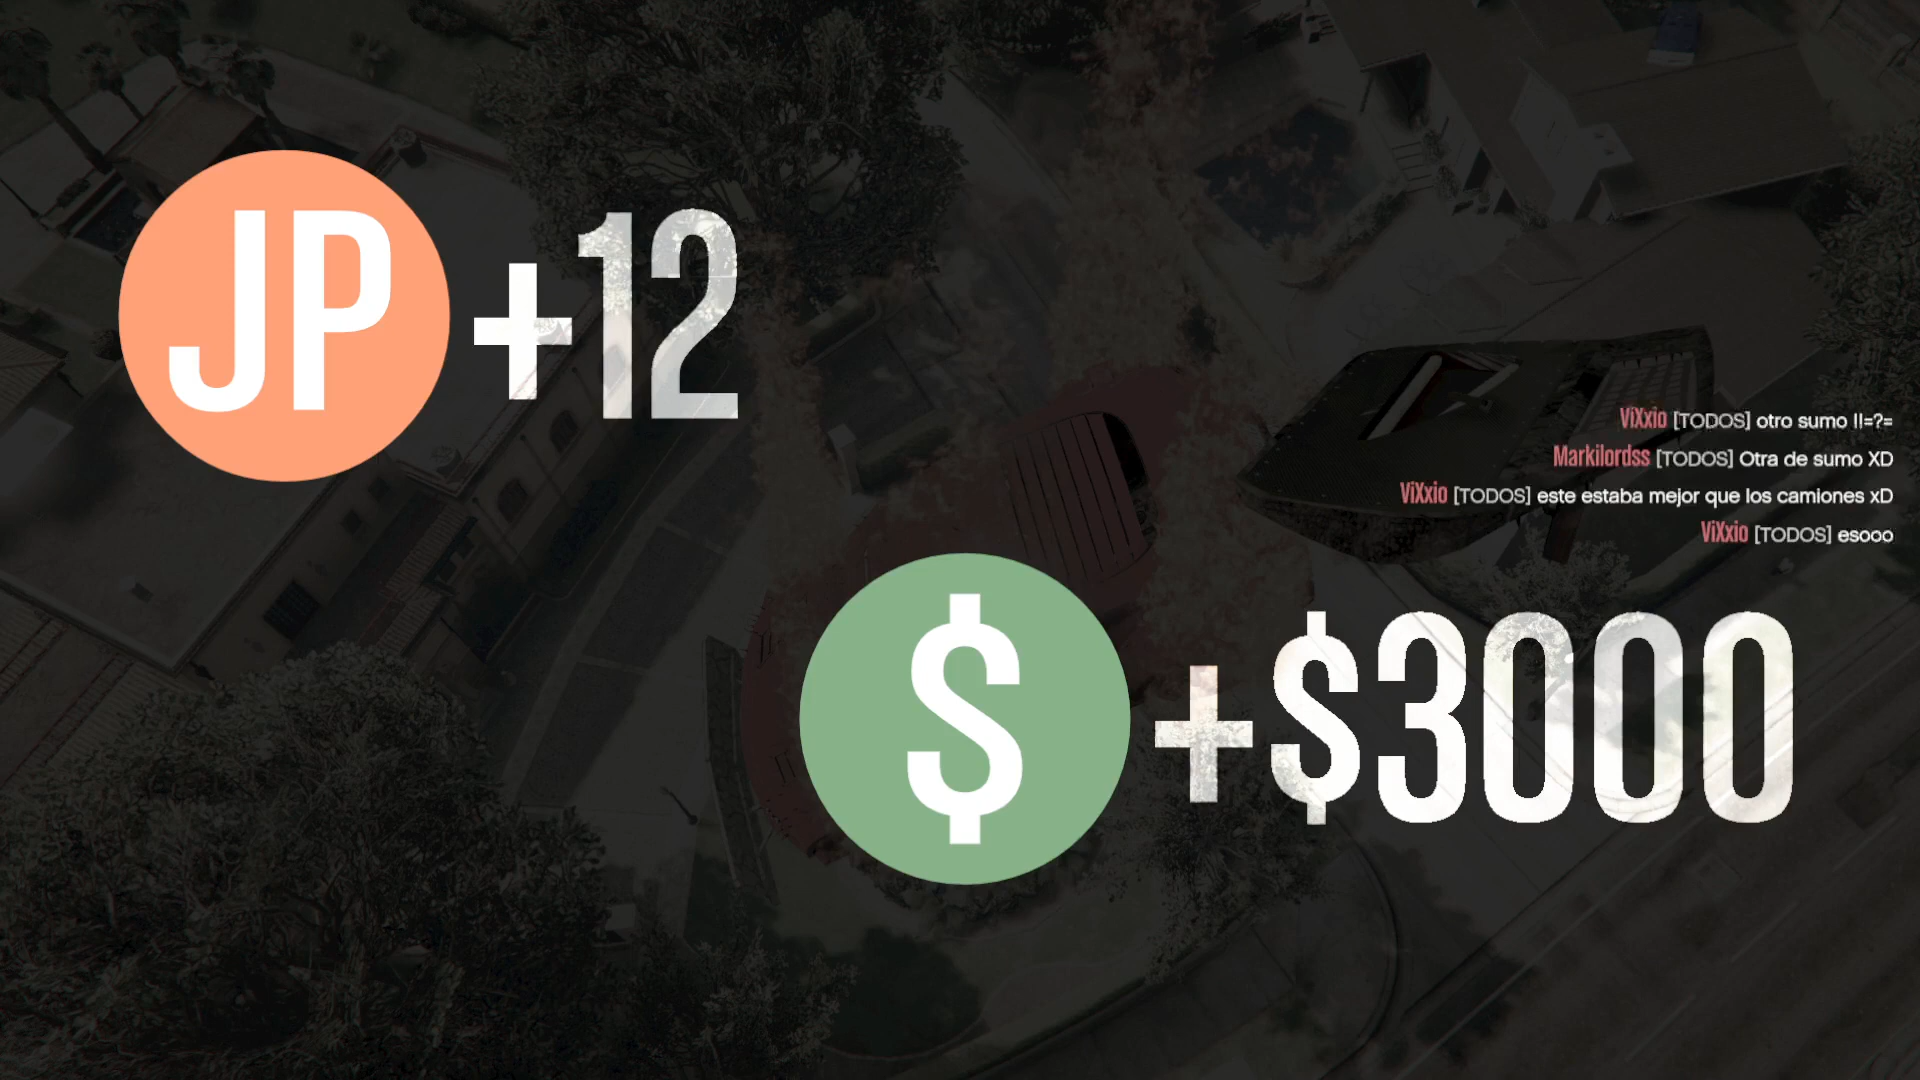 JP +12
ViXxio [TODOS] otro sumo !!=?=
Markilordss [TODOS] Otra de sumo XD
ViXxio [TODOS] este estaba mejor que los camiones xD
ViXxio [TODOS] esooo
$ +$3000